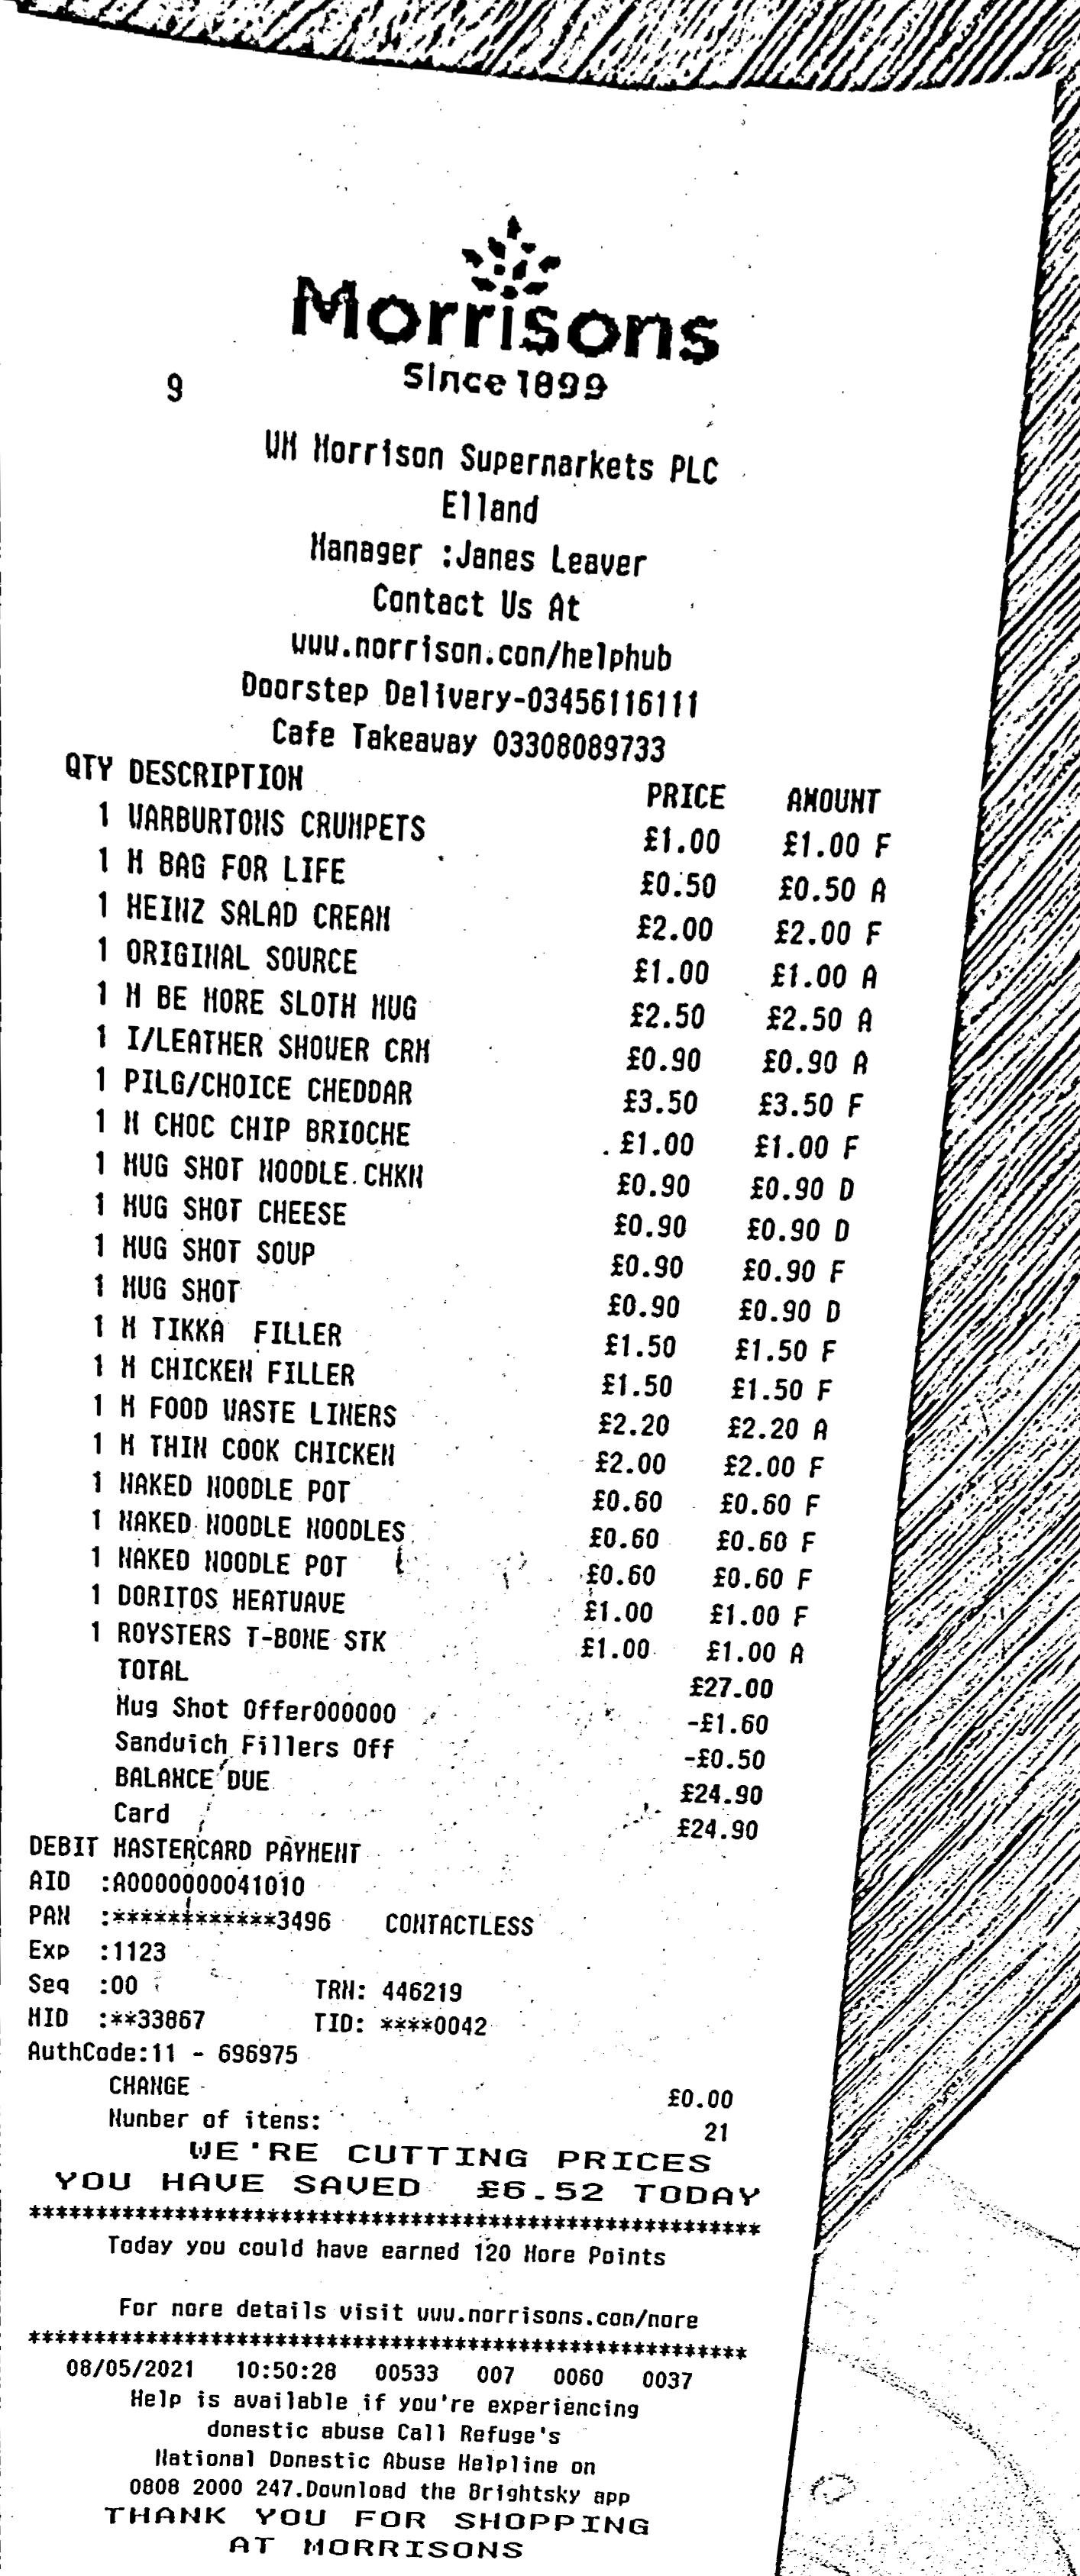 Morrisons
Since 1899
9
WM Morrison Supermarkets PLC
Elland
Manager :James Leaver
Contact Us At
www.morrison.com/helphub
Doorstep Delivery-03456116111
Cafe Takeaway 03308089733
QTY DESCRIPTION PRICE AMOUNT
1 WARBURTONS CRUMPETS £1.00 £1.00 F
1 M BAG FOR LIFE £0.50 £0.50 A
1 HEINZ SALAD CREAM £2.00 £2.00 F
1 ORIGINAL SOURCE £1.00 £1.00 A
1 M BE MORE SLOTH MUG £2.50 £2.50 A
1 I/LEATHER SHOWER CRM £0.90 £0.90 A
1 PILG/CHOICE CHEDDAR £3.50 £3.50 F
1 M CHOC CHIP BRIOCHE £1.00 £1.00 F
1 MUG SHOT NOODLE CHKN £0.90 £0.90 D
1 MUG SHOT CHEESE £0.90 £0.90 D
1 MUG SHOT SOUP £0.90 £0.90 F
1 MUG SHOT £0.90 £0.90 D
1 M TIKKA FILLER £1.50 £1.50 F
1 M CHICKEN FILLER £1.50 £1.50 F
1 M FOOD WASTE LINERS £2.20 £2.20 A
1 M THIN COOK CHICKEN £2.00 £2.00 F
1 NAKED NOODLE POT £0.60 £0.60 F
1 NAKED NOODLE NOODLES £0.60 £0.60 F
1 NAKED NOODLE POT £0.60 £0.60 F
1 DORITOS HEATWAVE £1.00 £1.00 F
1 ROYSTERS T-BONE STK £1.00 £1.00 A
TOTAL £27.00
Mug Shot Offer000000 -£1.60
Sandwich Fillers Off -£0.50
BALANCE DUE £24.90
Card £24.90
DEBIT MASTERCARD PAYMENT
AID :A0000000041010
PAN :************3496 CONTACTLESS
Exp :1123
Seq :00 TRN: 446219
MID :**33867 TID: ****0042
AuthCode:11 - 696975
CHANGE £0.00
Number of items: 21
WE'RE CUTTING PRICES
YOU HAVE SAVED £6.52 TODAY
********************************************************
Today you could have earned 120 More Points
For more details visit www.morrisons.com/more
********************************************************
08/05/2021 10:50:28 00533 007 0060 0037
Help is available if you're experiencing
domestic abuse Call Refuge's
National Domestic Abuse Helpline on
0808 2000 247.Download the Brightsky app
THANK YOU FOR SHOPPING
AT MORRISONS